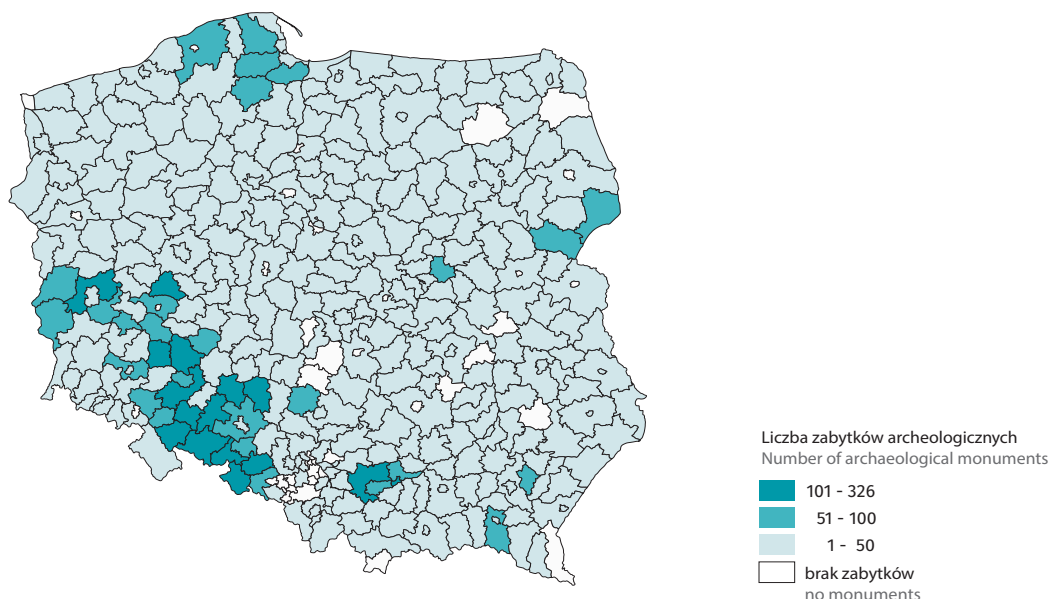 Liczba zabytków archeologicznych
Number of archaeological monuments
101 - 326
51 - 100
1 - 50
brak zabytków
no monuments